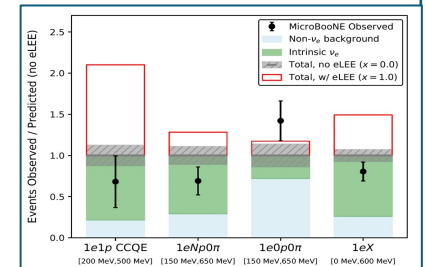 Events Observed / Predicted (no eLEE)
2.5
2.0
1.5
1.0
0.5
0.0
MicroBooNE Observed
Non-νe background
Intrinsic νe
Total, no eLEE (x = 0.0)
Total, w/ eLEE (x = 1.0)
1e1p CCQE
1eNp0π
1e0p0π
1eX
[200 MeV,500 MeV]
[150 MeV,650 MeV]
[150 MeV,650 MeV]
[0 MeV,600 MeV]